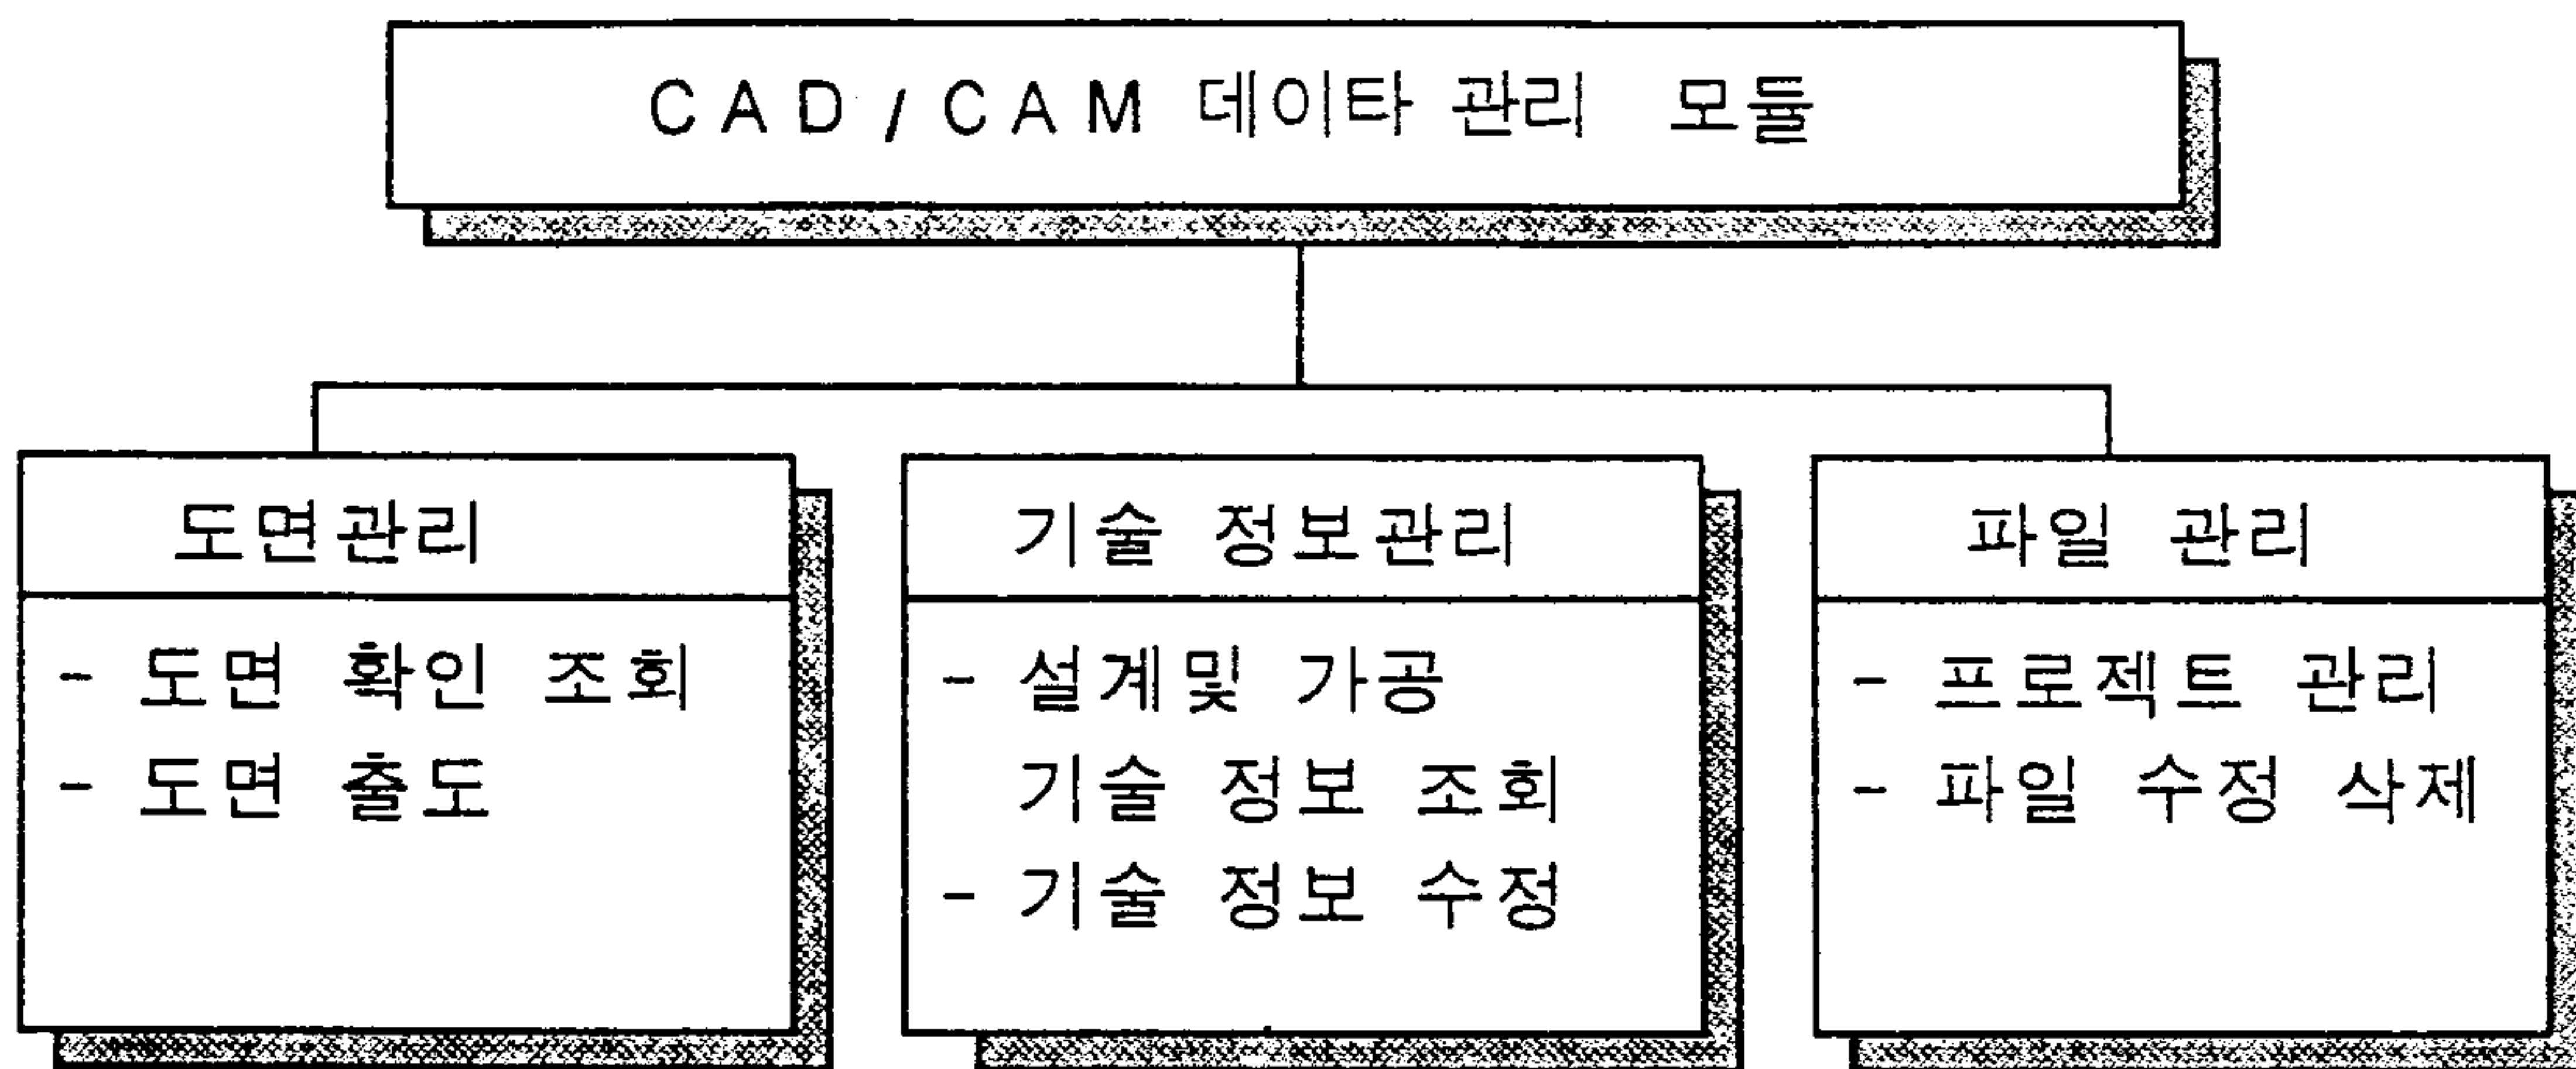 CAD/CAM 데이타 관리 모듈
도면관리
- 도면 확인 조회
- 도면 출도
기술 정보관리
- 설계및 가공
기술 정보 조회
- 기술 정보 수정
파일 관리
- 프로젝트 관리
- 파일 수정 삭제